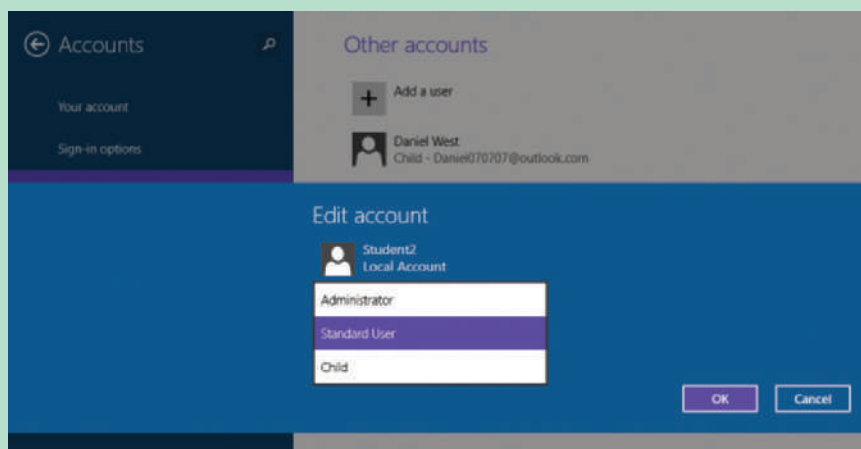 Accounts
Your account
Sign-in options
Other accounts
Add a user
Daniel West
Child - Daniel070707@outlook.com
Edit account
Student2
Local Account
Administrator
Standard User
Child
OK
Cancel